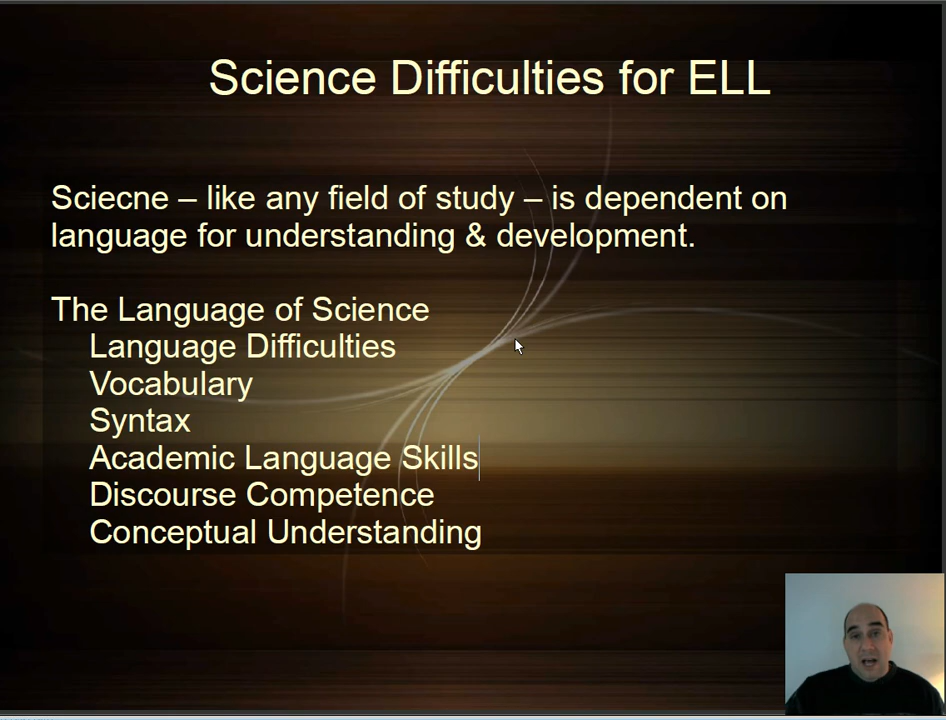 Science Difficulties for ELL
Sciecne – like any field of study – is dependent on
language for understanding & development.
The Language of Science
Language Difficulties
Vocabulary
Syntax
Academic Language Skills
Discourse Competence
Conceptual Understanding